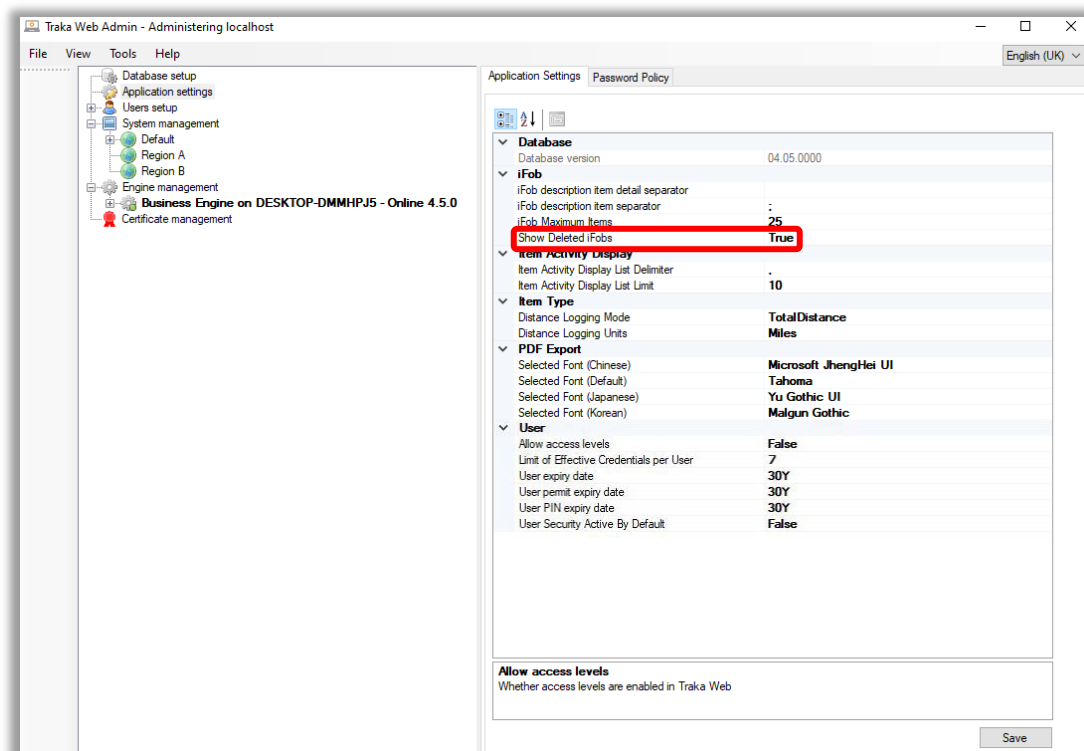 Traka Web Admin - Administering localhost
File View Tools Help
English (UK)
Database setup
Application settings
Users setup
System management
Default
Region A
Region B
Engine management
Business Engine on DESKTOP-DMMHPJ5 - Online 4.5.0
Certificate management
Application Settings Password Policy
Database
Database version 04.05.0000
iFob
iFob description item detail separator
iFob description item separator ;
iFob Maximum Items 25
Show Deleted iFobs True
Item Activity Display
Item Activity Display List Delimiter .
Item Activity Display List Limit 10
Item Type
Distance Logging Mode TotalDistance
Distance Logging Units Miles
PDF Export
Selected Font (Chinese) Microsoft JhengHei UI
Selected Font (Default) Tahoma
Selected Font (Japanese) Yu Gothic UI
Selected Font (Korean) Malgun Gothic
User
Allow access levels False
Limit of Effective Credentials per User 7
User expiry date 30Y
User permit expiry date 30Y
User PIN expiry date 30Y
User Security Active By Default False
Allow access levels
Whether access levels are enabled in Traka Web
Save